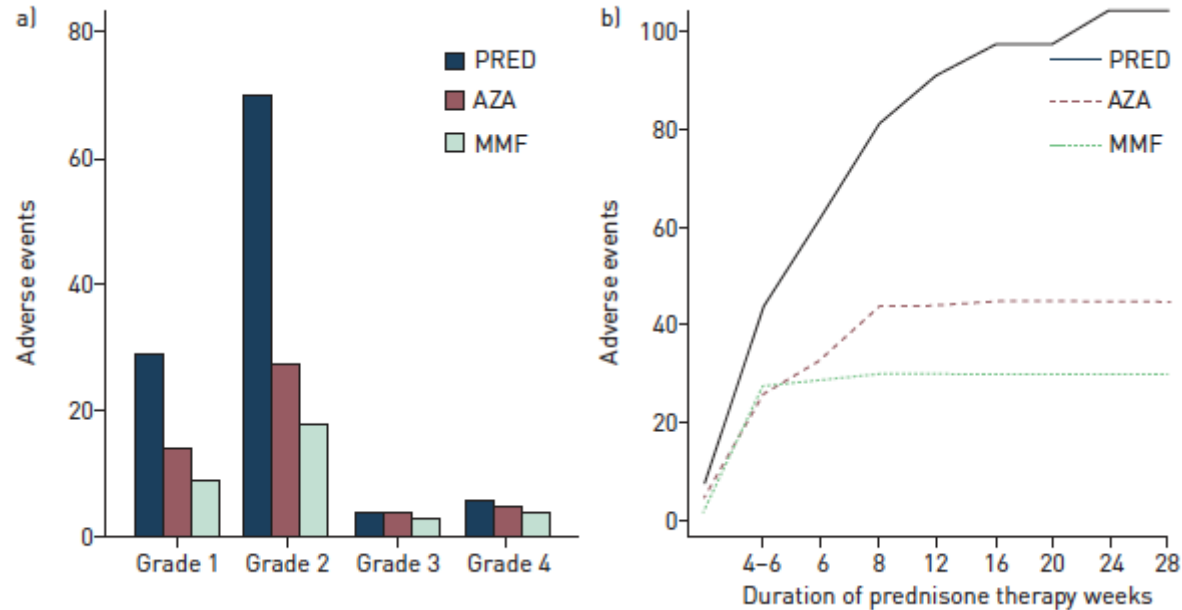 a)
80
60
40
20
0
Adverse events
PRED
AZA
MMF
Grade 1 Grade 2 Grade 3 Grade 4
b)
100
80
60
40
20
0
Adverse events
PRED
AZA
MMF
4–6 6 8 12 16 20 24 28
Duration of prednisone therapy weeks